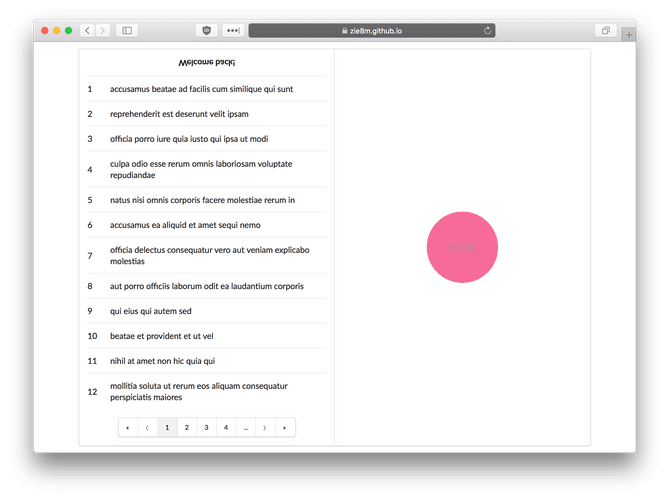 zie8m.github.io
Welcome back!
1 accusamus beatae ad facilis cum similique qui sunt
2 reprehenderit est deserunt velit ipsam
3 officia porro iure quia iusto qui ipsa ut modi
4 culpa odio esse rerum omnis laboriosam voluptate
repudiandae
5 natus nisi omnis corporis facere molestiae rerum in
6 accusamus ea aliquid et amet sequi nemo
7 officia delectus consequatur vero aut veniam explicabo
molestias
8 aut porro officiis laborum odit ea laudantium corporis
9 qui eius qui autem sed
10 beatae et provident et ut vel
11 nihil at amet non hic quia qui
12 mollitia soluta ut rerum eos aliquam consequatur
perspiciatis maiores
1 2 3 4 ...